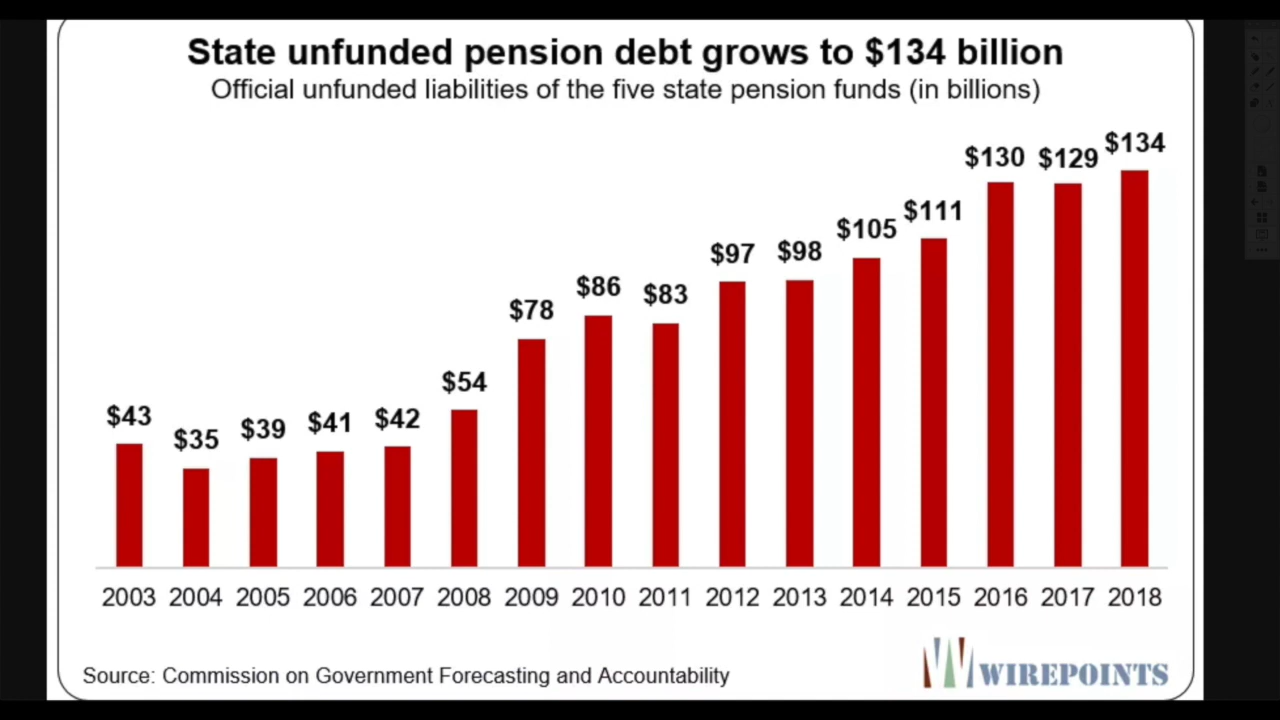 State unfunded pension debt grows to $134 billion
Official unfunded liabilities of the five state pension funds (in billions)
$43 $35 $39 $41 $42 $54 $78 $86 $83 $97 $98 $105 $111 $130 $129 $134
2003 2004 2005 2006 2007 2008 2009 2010 2011 2012 2013 2014 2015 2016 2017 2018
Source: Commission on Government Forecasting and Accountability
WIREPOINTS